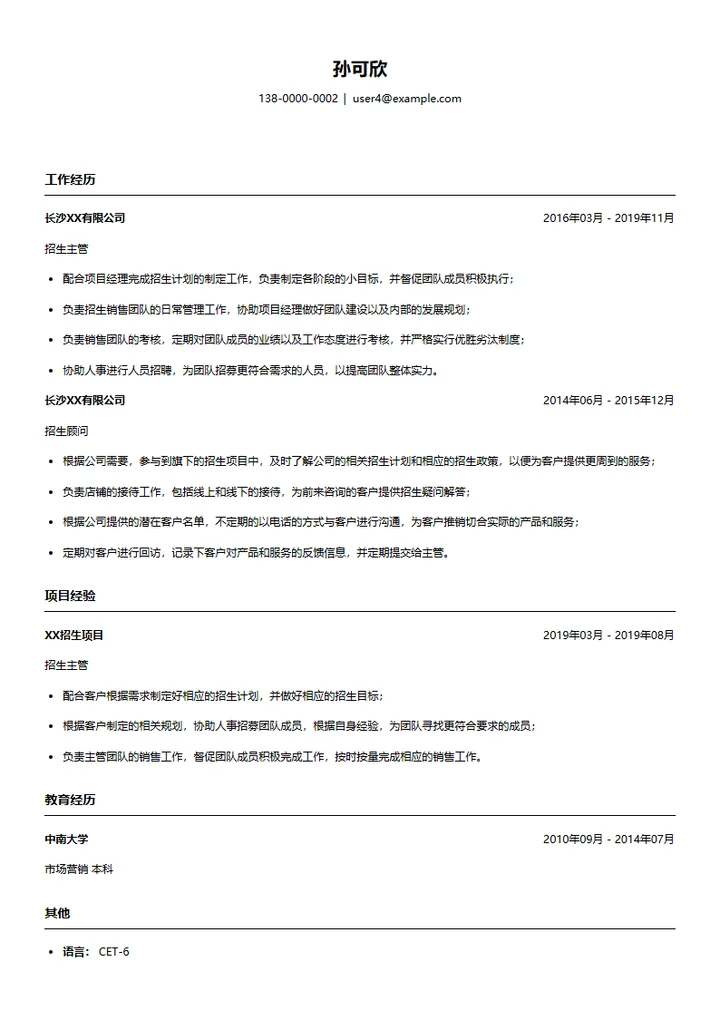 孙可欣
138-0000-0002 | user4@example.com
工作经历
长沙XX有限公司 2016年03月 - 2019年11月
招生主管
• 配合项目经理完成招生计划的制定工作，负责制定各阶段的小目标，并督促团队成员积极执行；
• 负责招生销售团队的日常管理工作，协助项目经理做好团队建设以及内部的发展规划；
• 负责销售团队的考核，定期对团队成员的业绩以及工作态度进行考核，并严格实行优胜劣汰制度；
• 协助人事进行人员招聘，为团队招募更符合需求的人员，以提高团队整体实力。
长沙XX有限公司 2014年06月 - 2015年12月
招生顾问
• 根据公司需要，参与到旗下的招生项目中，及时了解公司的相关招生计划和相应的招生政策，以便为客户提供更周到的服务；
• 负责店铺的接待工作，包括线上和线下的接待，为前来咨询的客户提供招生疑问解答；
• 根据公司提供的潜在客户名单，不定期的以电话的方式与客户进行沟通，为客户推销切合实际的产品和服务；
• 定期对客户进行回访，记录下客户对产品和服务的反馈信息，并定期提交给主管。
项目经验
XX招生项目 2019年03月 - 2019年08月
招生主管
• 配合客户根据需求制定好相应的招生计划，并做好相应的招生目标；
• 根据客户制定的相关规划，协助人事招募团队成员，根据自身经验，为团队寻找更符合要求的成员；
• 负责主管团队的销售工作，督促团队成员积极完成工作，按时按量完成相应的销售工作。
教育经历
中南大学 2010年09月 - 2014年07月
市场营销 本科
其他
• 语言： CET-6